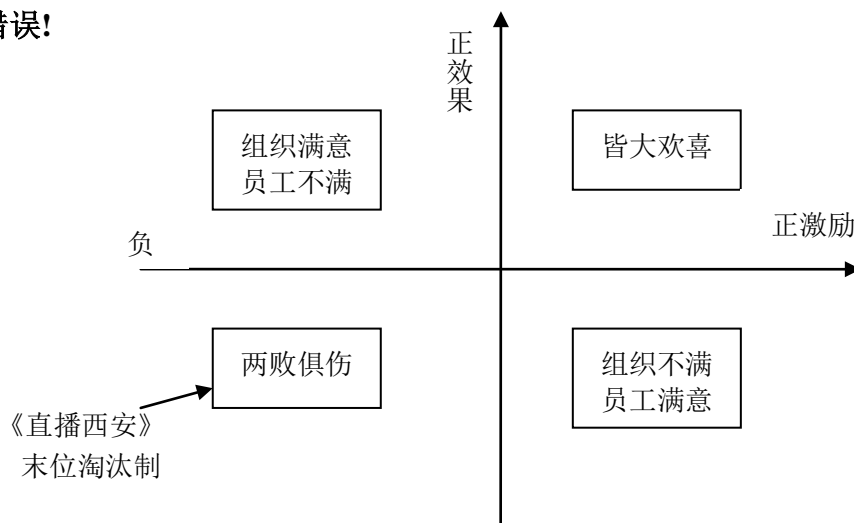 错误!
正
效
果
组织满意
员工不满
皆大欢喜
正激励
负
两败俱伤
组织不满
员工满意
《直播西安》
末位淘汰制